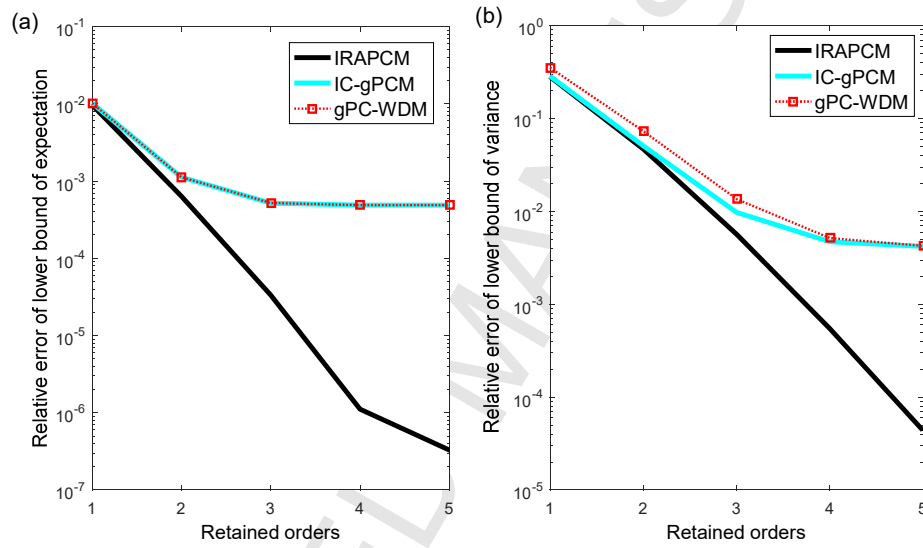 (a)
10^-1
10^-2
10^-3
10^-4
10^-5
10^-6
10^-7
Relative error of lower bound of expectation
IRAPCM
IC-gPCM
gPC-WDM
1 2 3 4 5
Retained orders
(b)
10^0
10^-1
10^-2
10^-3
10^-4
10^-5
Relative error of lower bound of variance
IRAPCM
IC-gPCM
gPC-WDM
1 2 3 4 5
Retained orders